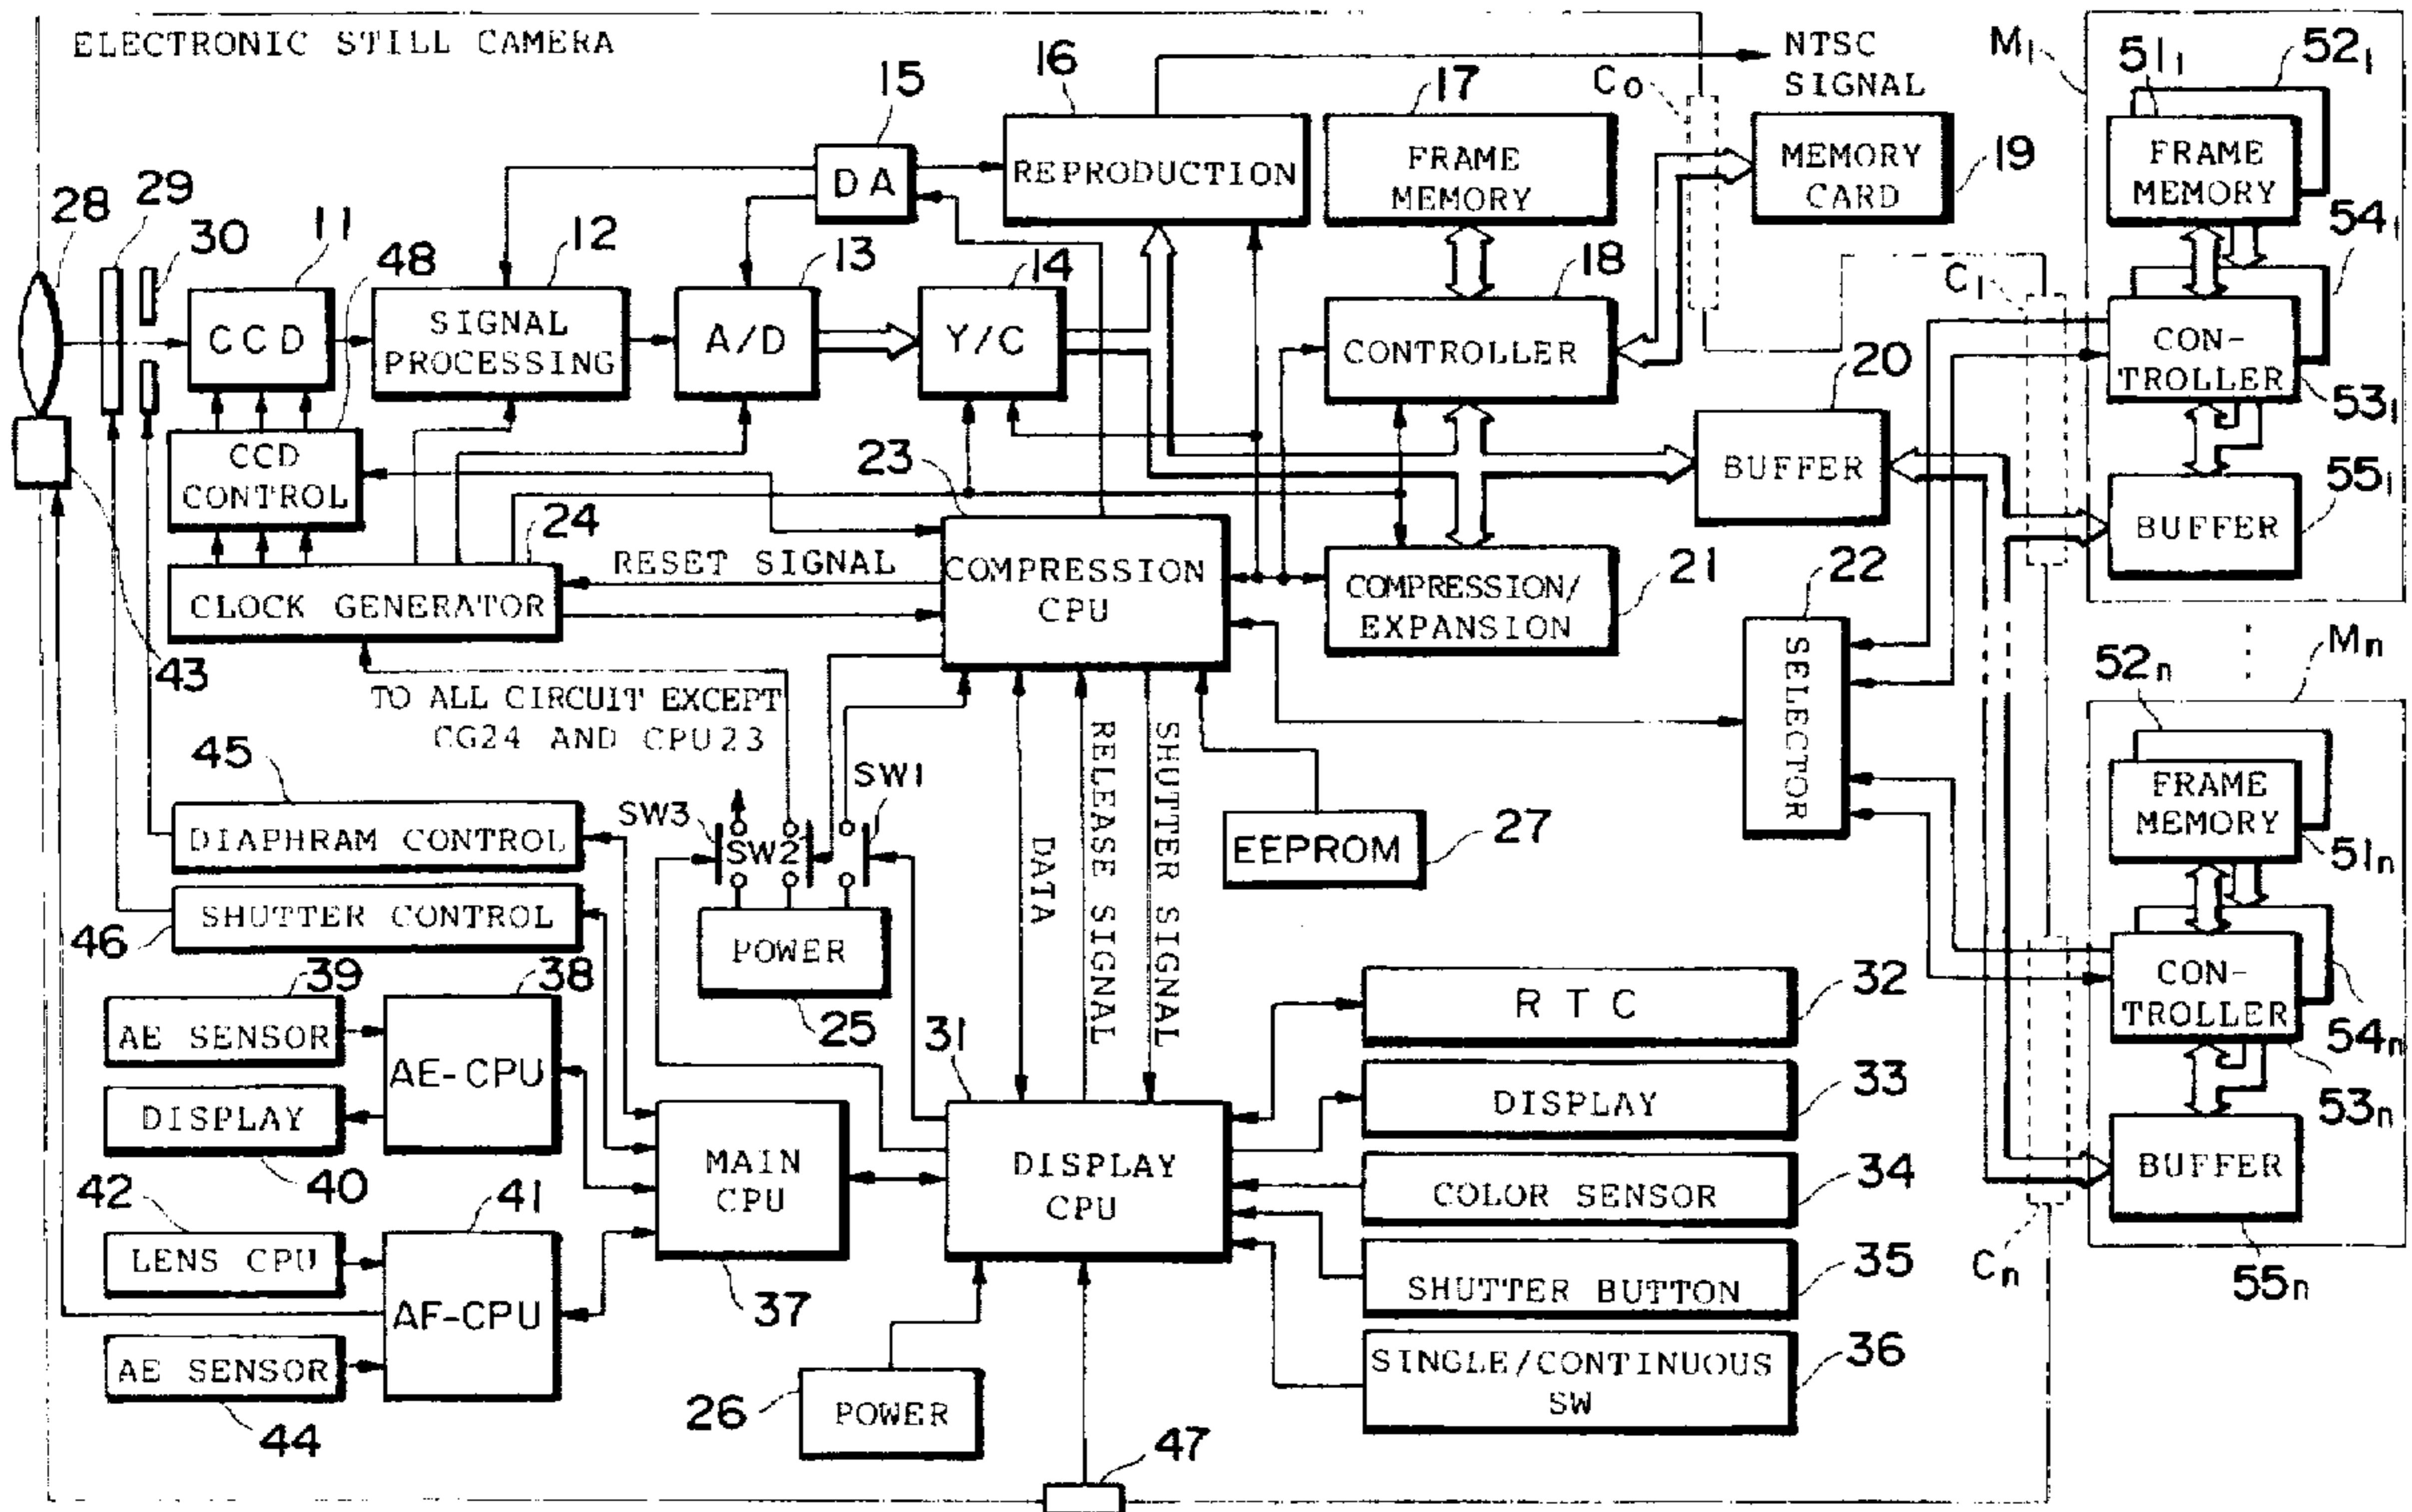 ELECTRONIC STILL CAMERA
NTSC
SIGNAL
M1
51₁
52₁
15
16
17
C0
DA
REPRODUCTION
FRAME
MEMORY
MEMORY
CARD
19
FRAME
MEMORY
28
29
30
11
12
13
14
18
48
54₁
C1
CCD
SIGNAL
PROCESSING
A/D
Y/C
CONTROLLER
CON-
TROLLER
53₁
20
CCD
CONTROL
23
BUFFER
55₁
24
RESET SIGNAL
BUFFER
CLOCK GENERATOR
COMPRESSION
CPU
COMPRESSION/
EXPANSION
21
22
43
TO ALL CIRCUIT EXCEPT
CG24 AND CPU23
SELECTOR
52n
Mn
RELEASE SIGNAL
SHUTTER SIGNAL
DATA
45
SW3
SW2
SW1
FRAME
MEMORY
51n
DIAPHRAM CONTROL
EEPROM
27
SHUTTER CONTROL
46
POWER
25
39
38
AE SENSOR
AE-CPU
DISPLAY
40
31
RTC
32
CON-
TROLLER
54n
53n
DISPLAY
33
MAIN
CPU
37
DISPLAY
CPU
COLOR SENSOR
34
BUFFER
55n
42
41
LENS CPU
AF-CPU
SHUTTER BUTTON
35
Cn
AE SENSOR
44
SINGLE/CONTINUOUS
SW
36
26
POWER
47